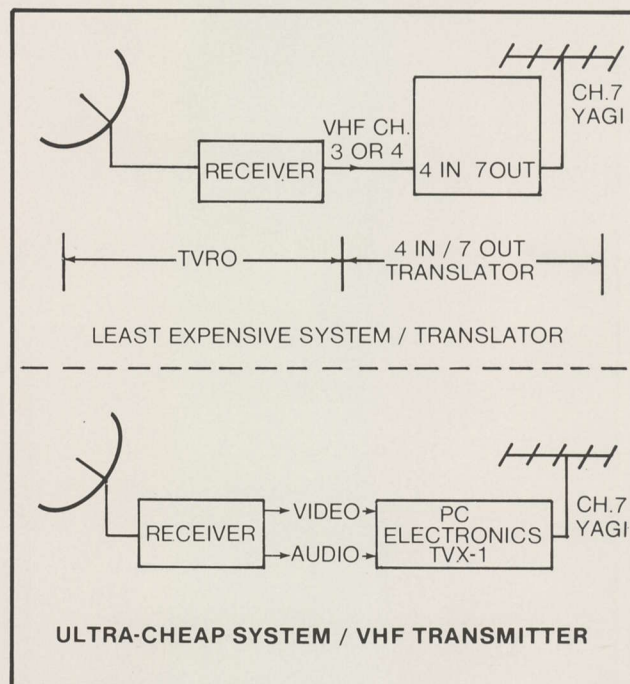 CH.7
YAGI
VHF CH.
3 OR 4
RECEIVER
4 IN 7OUT
TVRO
4 IN / 7 OUT
TRANSLATOR
LEAST EXPENSIVE SYSTEM / TRANSLATOR
RECEIVER
VIDEO
AUDIO
PC
ELECTRONICS
TVX-1
CH.7
YAGI
ULTRA-CHEAP SYSTEM / VHF TRANSMITTER